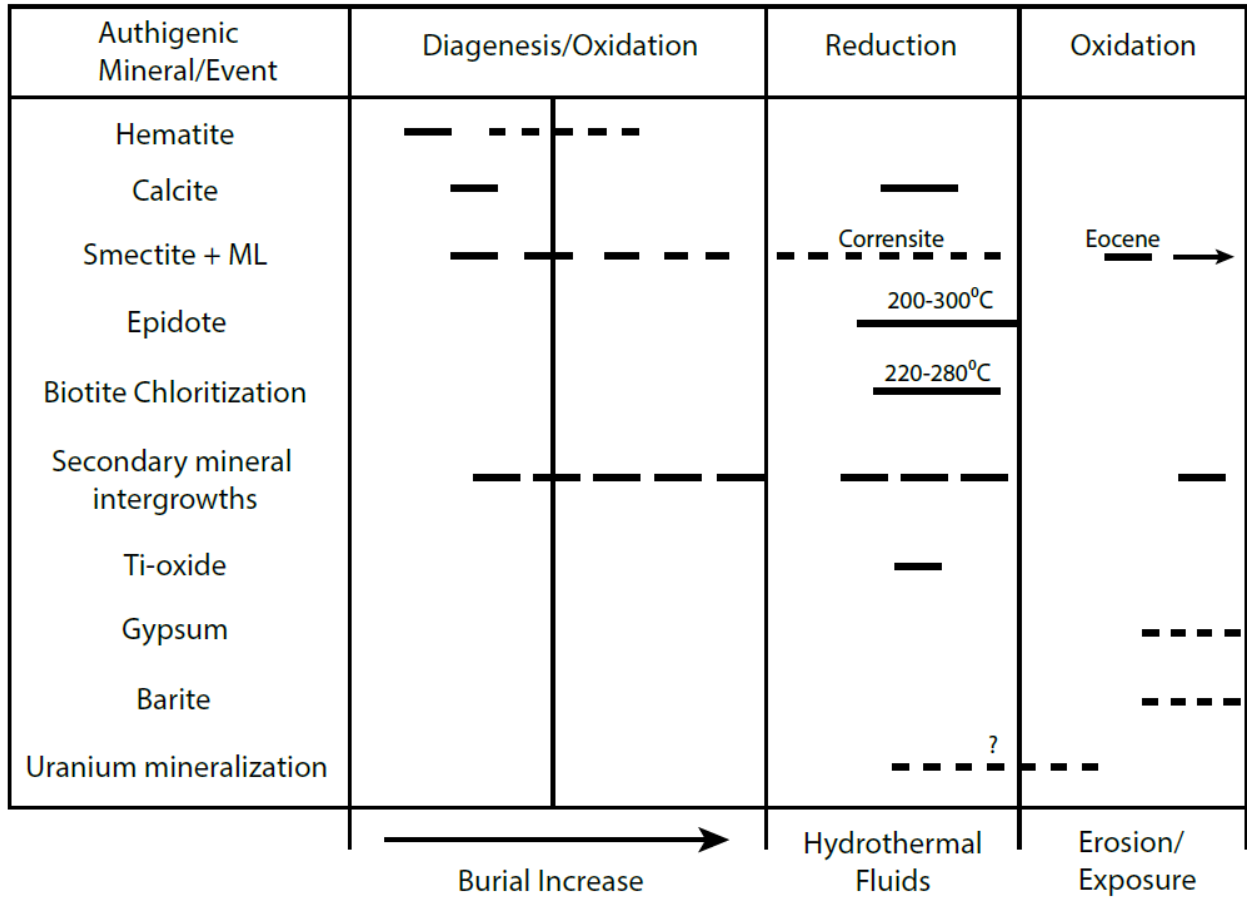 Authigenic
Mineral/Event
Diagenesis/Oxidation
Reduction
Oxidation
Hematite
Calcite
Smectite + ML
Corrensite
Eocene
Epidote
200-300⁰C
Biotite Chloritization
220-280⁰C
Secondary mineral
intergrowths
Ti-oxide
Gypsum
Barite
Uranium mineralization
?
Burial Increase
Hydrothermal
Fluids
Erosion/
Exposure